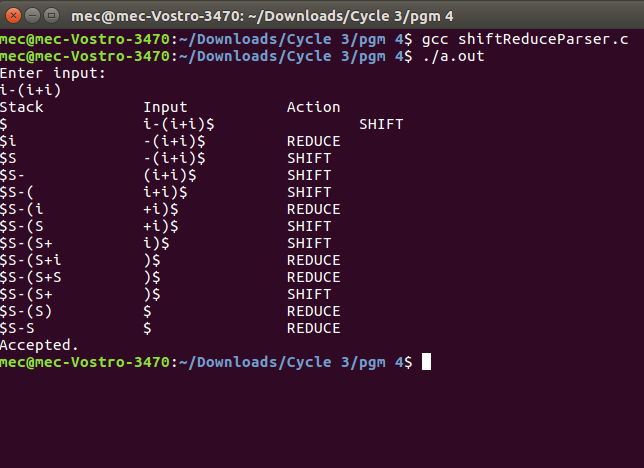 mec@mec-Vostro-3470: ~/Downloads/Cycle 3/pgm 4
mec@mec-Vostro-3470:~/Downloads/Cycle 3/pgm 4$ gcc shiftReduceParser.c
mec@mec-Vostro-3470:~/Downloads/Cycle 3/pgm 4$ ./a.out
Enter input:
i-(i+i)
Stack Input Action
$ i-(i+i)$ SHIFT
$i -(i+i)$ REDUCE
$S -(i+i)$ SHIFT
$S- (i+i)$ SHIFT
$S-( i+i)$ SHIFT
$S-(i +i)$ REDUCE
$S-(S +i)$ SHIFT
$S-(S+ i)$ SHIFT
$S-(S+i )$ REDUCE
$S-(S+S )$ REDUCE
$S-(S+ )$ SHIFT
$S-(S) $ REDUCE
$S-S $ REDUCE
Accepted.
mec@mec-Vostro-3470:~/Downloads/Cycle 3/pgm 4$